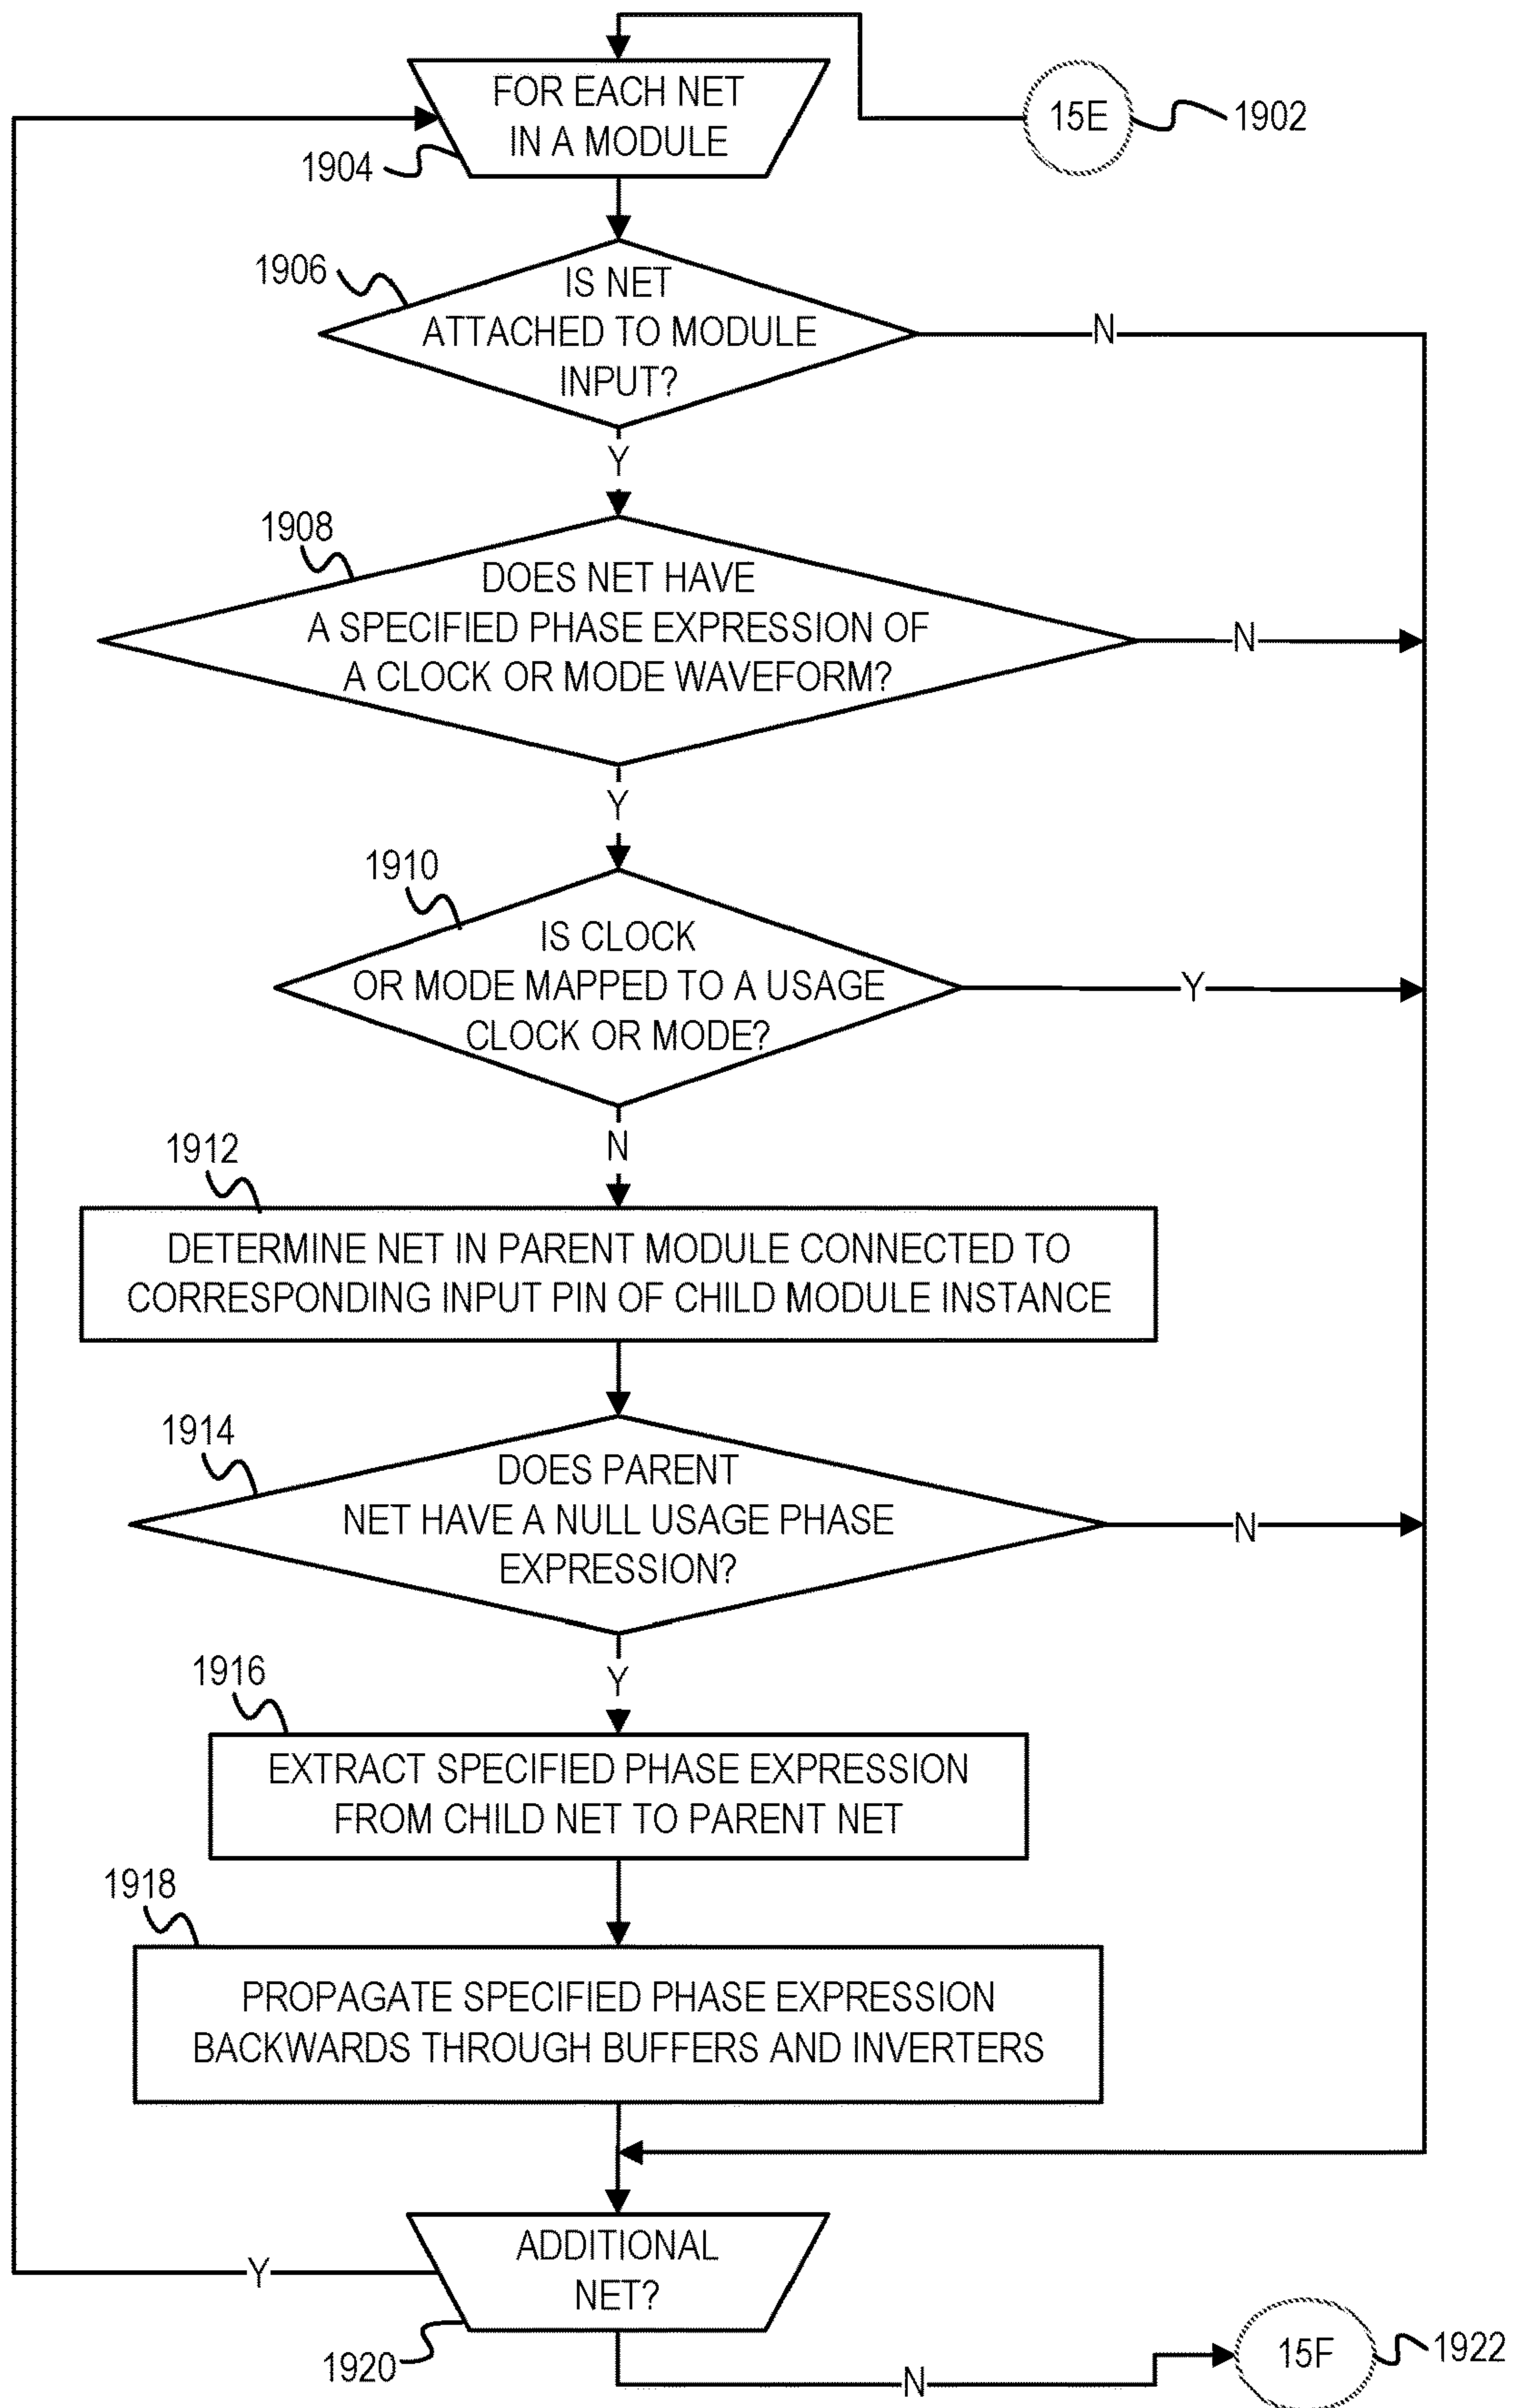 FOR EACH NET
IN A MODULE
1904
15E
1902
1906
IS NET
ATTACHED TO MODULE
INPUT?
N
Y
1908
DOES NET HAVE
A SPECIFIED PHASE EXPRESSION OF
A CLOCK OR MODE WAVEFORM?
N
Y
1910
IS CLOCK
OR MODE MAPPED TO A USAGE
CLOCK OR MODE?
Y
N
1912
DETERMINE NET IN PARENT MODULE CONNECTED TO
CORRESPONDING INPUT PIN OF CHILD MODULE INSTANCE
1914
DOES PARENT
NET HAVE A NULL USAGE PHASE
EXPRESSION?
N
Y
1916
EXTRACT SPECIFIED PHASE EXPRESSION
FROM CHILD NET TO PARENT NET
1918
PROPAGATE SPECIFIED PHASE EXPRESSION
BACKWARDS THROUGH BUFFERS AND INVERTERS
ADDITIONAL
NET?
Y
1920
N
15F
1922